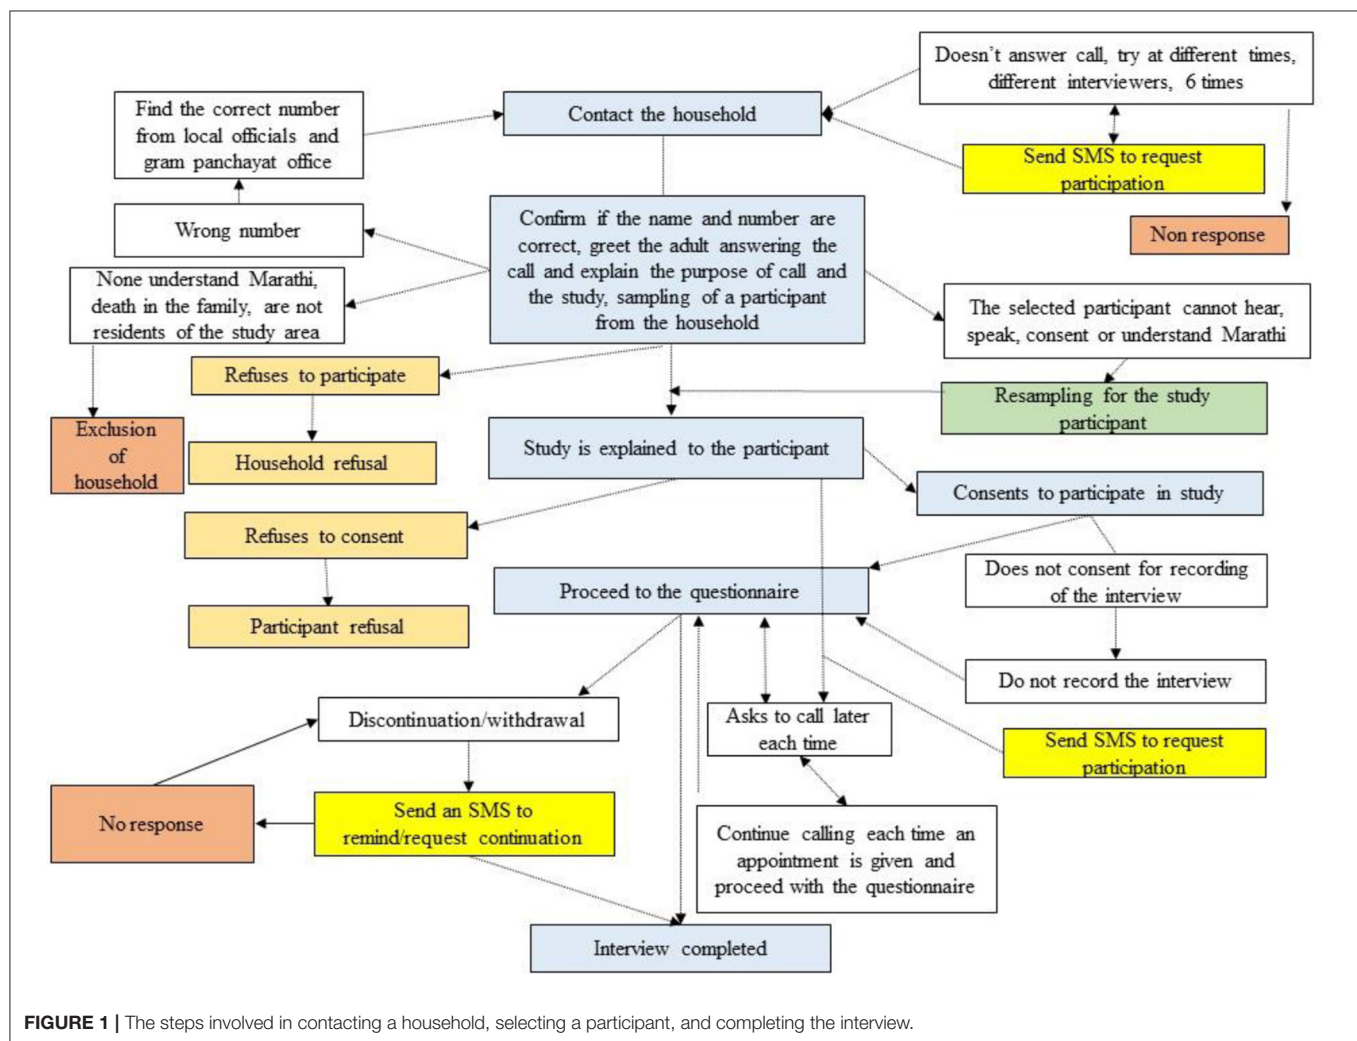 Doesn't answer call, try at different times,
different interviewers, 6 times
Find the correct number
from local officials and
gram panchayat office
Contact the household
Send SMS to request
participation
Wrong number
Confirm if the name and number are
correct, greet the adult answering the
call and explain the purpose of call and
the study, sampling of a participant
from the household
Non response
None understand Marathi,
death in the family, are not
residents of the study area
The selected participant cannot hear,
speak, consent or understand Marathi
Refuses to participate
Resampling for the study
participant
Exclusion
of
household
Household refusal
Study is explained to the participant
Consents to participate in study
Refuses to consent
Does not consent for recording
of the interview
Proceed to the questionnaire
Participant refusal
Do not record the interview
Discontinuation/withdrawal
Asks to call later
each time
Send SMS to request
participation
No response
Send an SMS to
remind/request continuation
Continue calling each time an
appointment is given and
proceed with the questionnaire
Interview completed
FIGURE 1 | The steps involved in contacting a household, selecting a participant, and completing the interview.